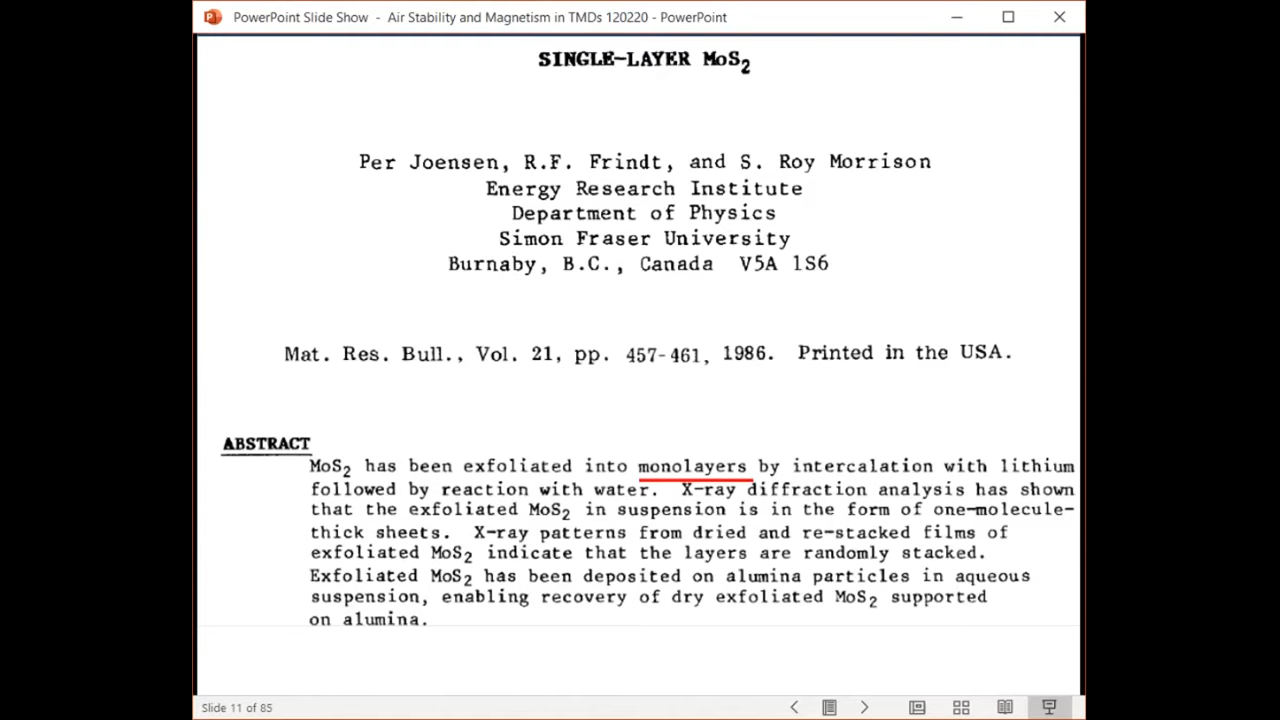 PowerPoint Slide Show - Air Stability and Magnetism in TMDs 120220 - PowerPoint
SINGLE-LAYER MoS2
Per Joensen, R.F. Frindt, and S. Roy Morrison
Energy Research Institute
Department of Physics
Simon Fraser University
Burnaby, B.C., Canada V5A 1S6
Mat. Res. Bull., Vol. 21, pp. 457-461, 1986. Printed in the USA.
ABSTRACT
MoS2 has been exfoliated into monolayers by intercalation with lithium
followed by reaction with water. X-ray diffraction analysis has shown
that the exfoliated MoS2 in suspension is in the form of one-molecule-
thick sheets. X-ray patterns from dried and re-stacked films of
exfoliated MoS2 indicate that the layers are randomly stacked.
Exfoliated MoS2 has been deposited on alumina particles in aqueous
suspension, enabling recovery of dry exfoliated MoS2 supported
on alumina.
Slide 11 of 85